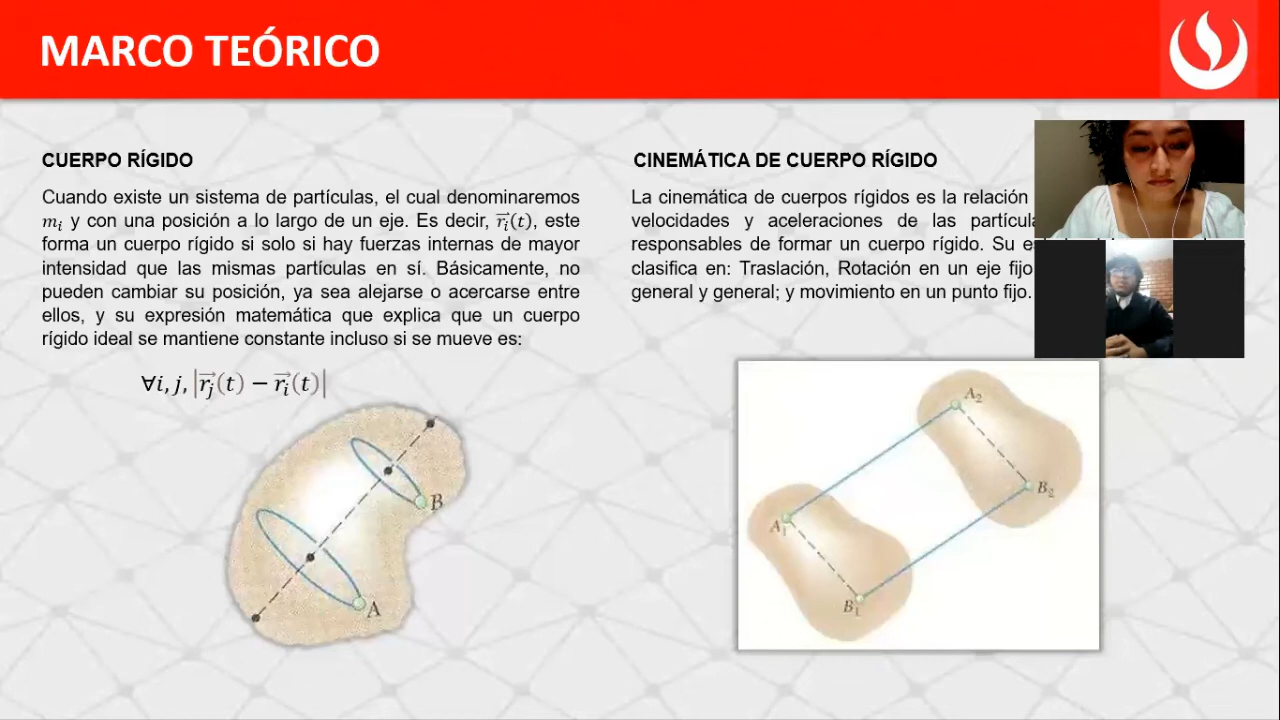 MARCO TEÓRICO
CUERPO RÍGIDO
Cuando existe un sistema de partículas, el cual denominaremos
𝑚𝑖 y con una posición a lo largo de un eje. Es decir, 𝑟⃗𝑖(𝑡), este
forma un cuerpo rígido si solo si hay fuerzas internas de mayor
intensidad que las mismas partículas en sí. Básicamente, no
pueden cambiar su posición, ya sea alejarse o acercarse entre
ellos, y su expresión matemática que explica que un cuerpo
rígido ideal se mantiene constante incluso si se mueve es:
∀𝑖, 𝑗, |𝑟⃗𝑗(𝑡) − 𝑟⃗𝑖(𝑡)|
B
A
CINEMÁTICA DE CUERPO RÍGIDO
La cinemática de cuerpos rígidos es la relación
velocidades y aceleraciones de las
responsables de formar un cuerpo rígido. Su
clasifica en: Traslación, Rotación en un eje fijo
general y general; y movimiento en un punto fijo.
A₂
B₂
A₁
B₁